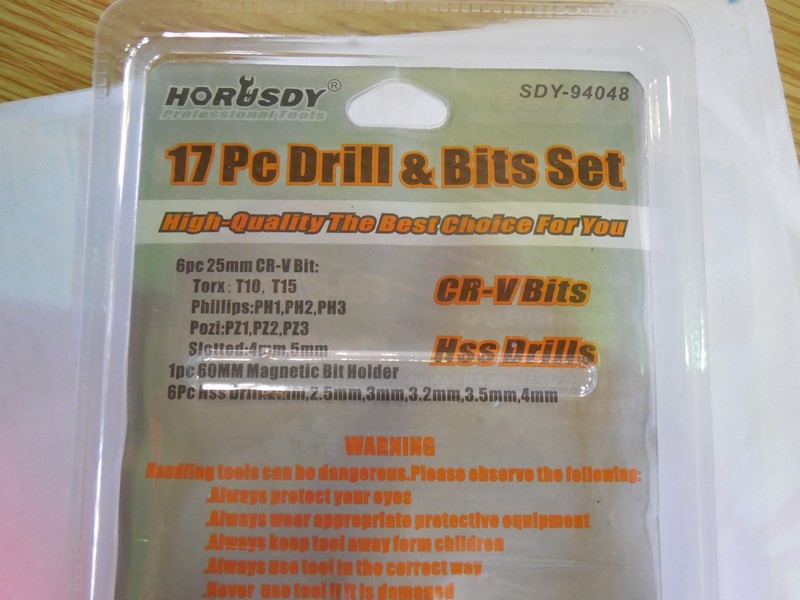 HORUSDY®
SDY-94048
Professional Tools
17 Pc Drill & Bits Set
High-Quality The Best Choice For You
6pc 25mm CR-V Bit:
Torx: T10, T15
Phillips:PH1,PH2,PH3
Pozi:PZ1,PZ2,PZ3
Slotted:4mm,5mm
CR-V Bits
Hss Drills
1pc 60MM Magnetic Bit Holder
6Pc Hss Drill:2mm,2.5mm,3mm,3.2mm,3.5mm,4mm
WARNING
Handling tools can be dangerous.Please observe the following:
.Always protect your eyes
.Always wear appropriate protective equipment
.Always keep tool away form children
.Always use tool in the correct way
.Never use tool if it is damaged